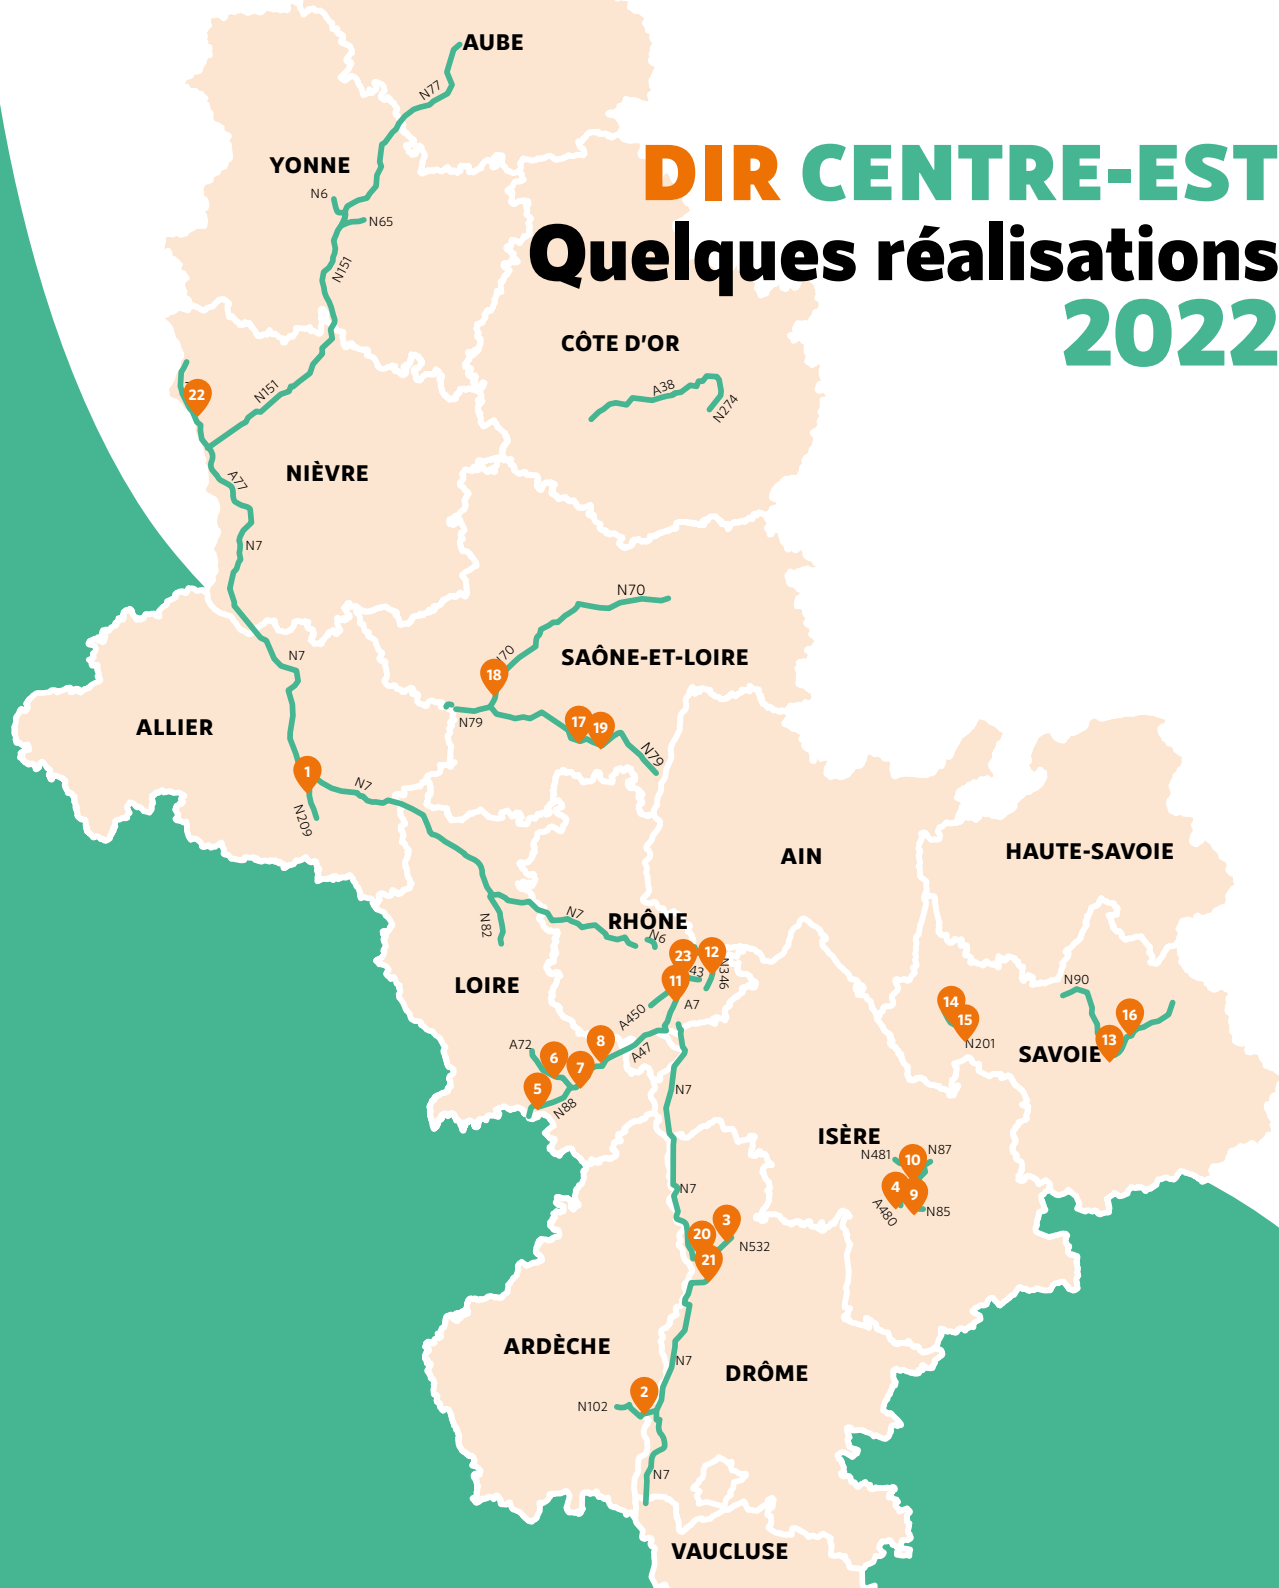 AUBE
N77
DIR CENTRE-EST
Quelques réalisations
2022
YONNE
N6
N65
N151
CÔTE D'OR
A38
N274
22
N151
NIÈVRE
A77
N7
N70
SAÔNE-ET-LOIRE
70
18
N7
ALLIER
N79
17
19
N79
1
N7
N209
AIN
HAUTE-SAVOIE
N7
RHÔNE
N6
N82
LOIRE
23
12
43
N346
11
A7
A450
N90
14
15
N201
16
13
SAVOIE
A72
8
6
7
A47
5
N88
N7
ISÈRE
N481
N87
10
4
9
A480
N85
N7
3
20
N532
21
ARDÈCHE
N7
DRÔME
2
N102
N7
VAUCLUSE